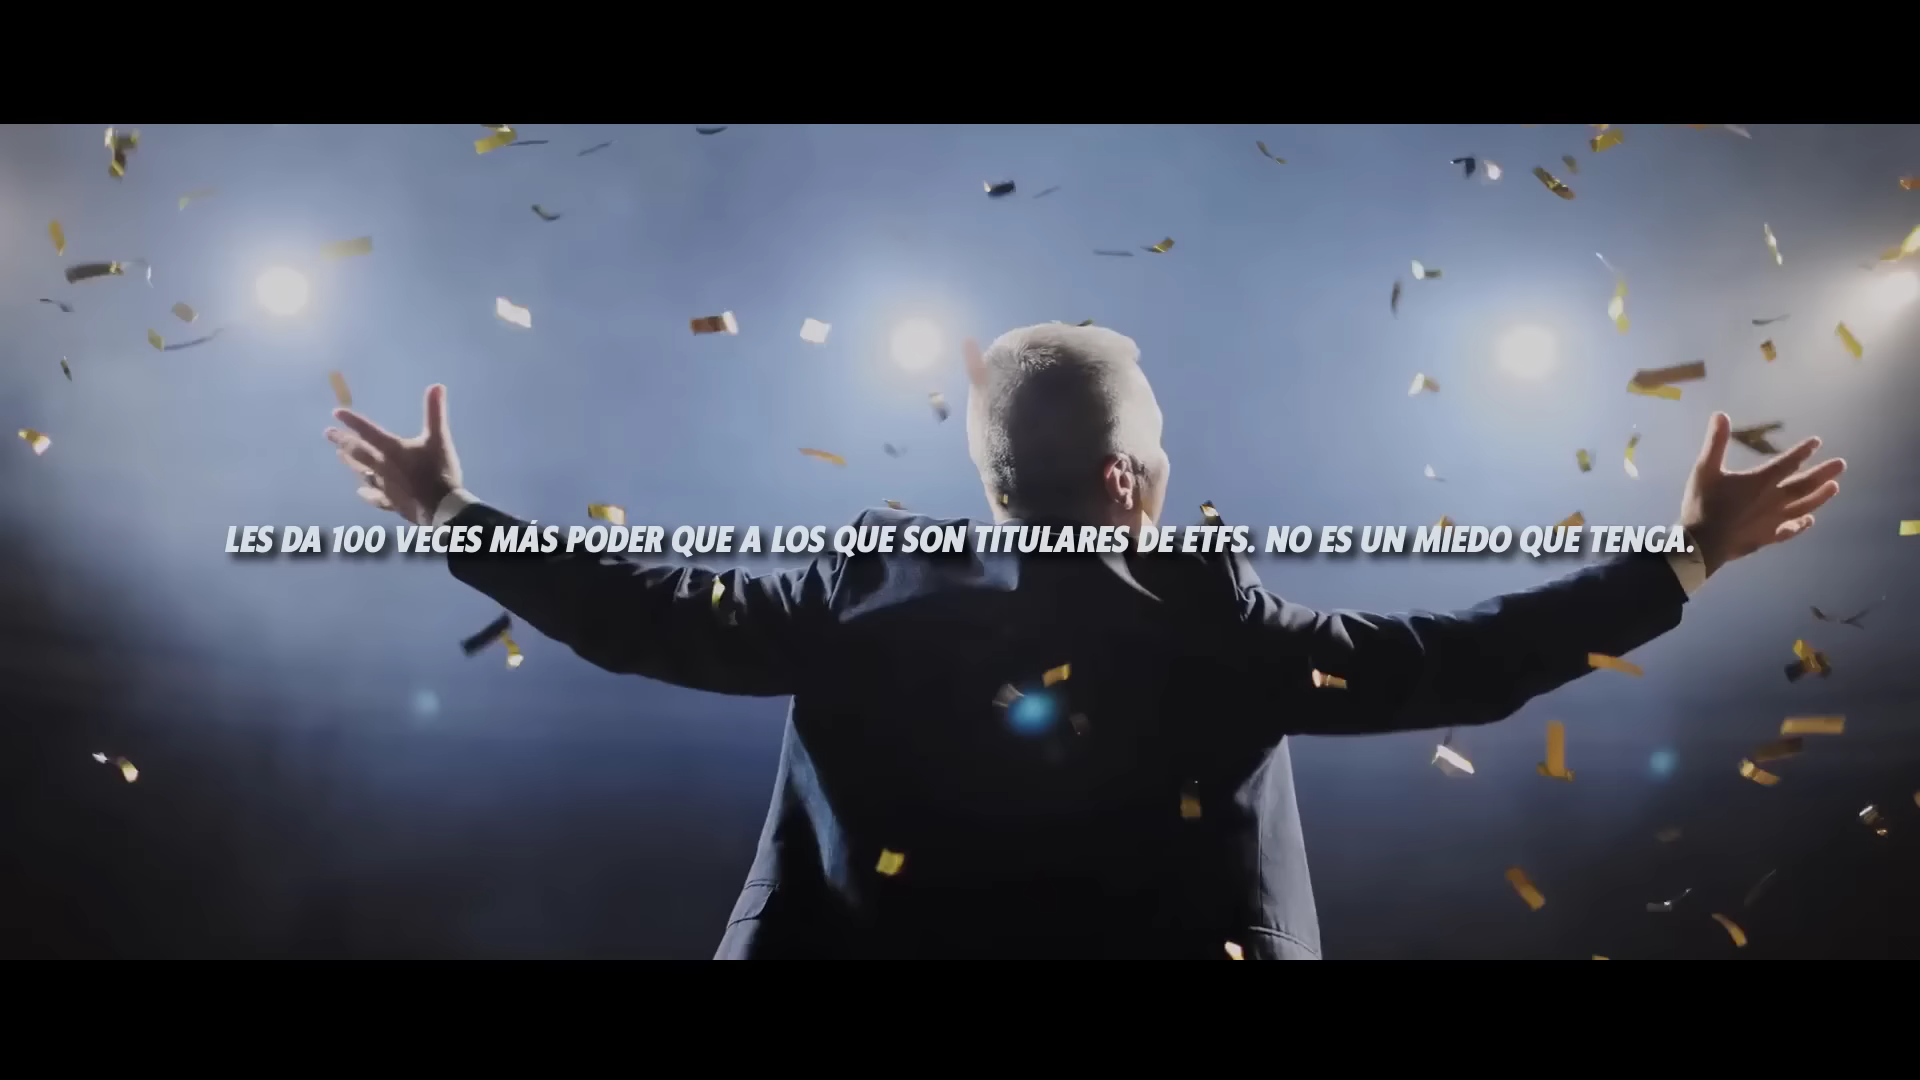 LES DA 100 VECES MÁS PODER QUE A LOS QUE SON TITULARES DE ETFS. NO ES UN MIEDO QUE TENGA.